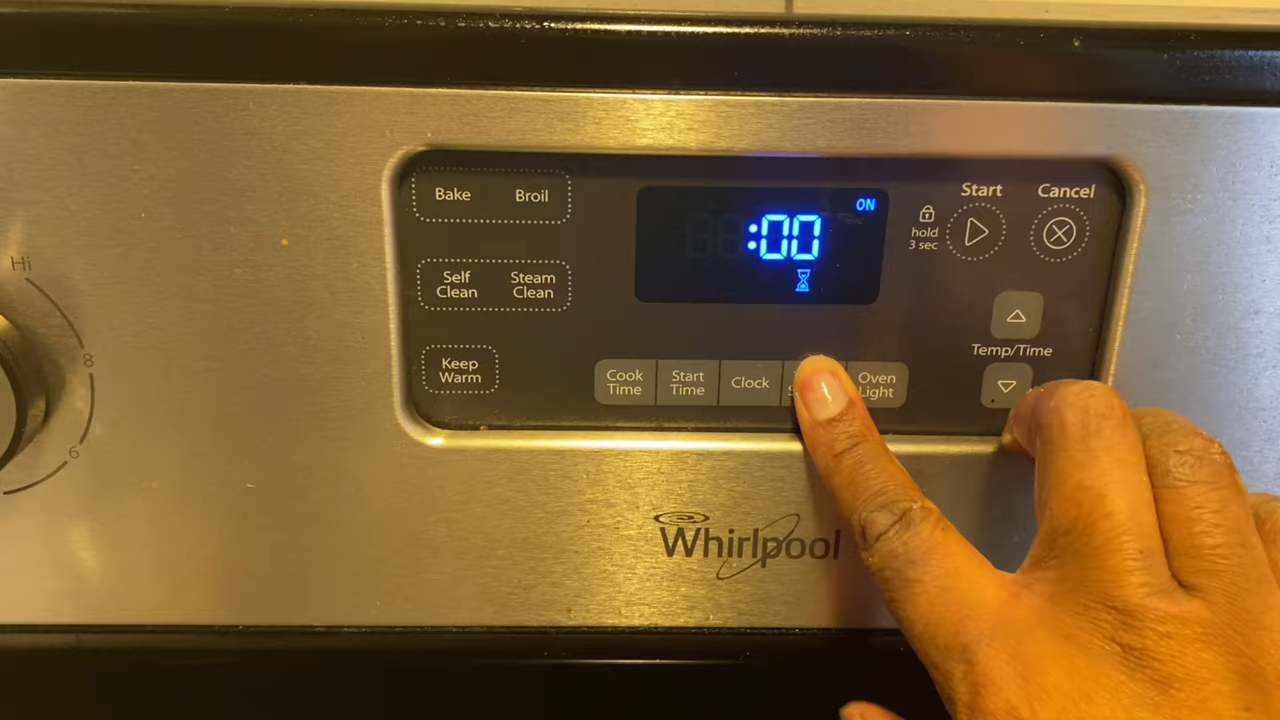 Hi
8
6
Bake Broil
Self Clean
Steam Clean
Keep Warm
ON
:00
Cook Time
Start Time
Clock
Oven Light
Start
Cancel
hold
3 sec
Temp/Time
Whirlpool